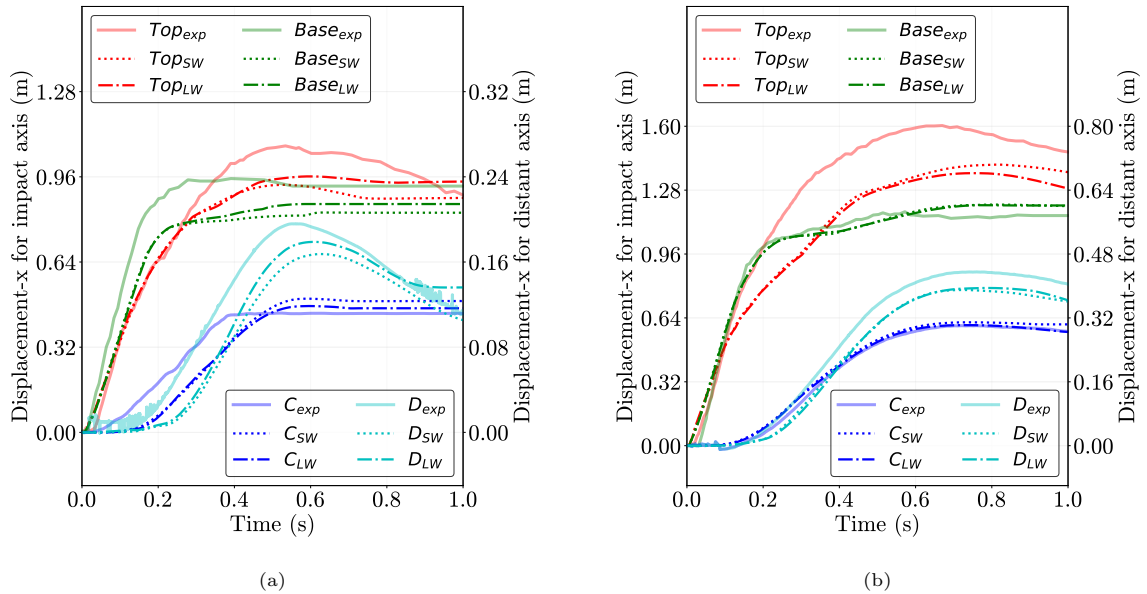 Top_exp Base_exp
Top_SW Base_SW
Top_LW Base_LW
Displacement-x for impact axis (m)
1.28
0.96
0.64
0.32
0.00
0.32
0.24
0.16
0.08
0.00
Displacement-x for distant axis (m)
C_exp D_exp
C_SW D_SW
C_LW D_LW
0.0 0.2 0.4 0.6 0.8 1.0
Time (s)
(a)
Top_exp Base_exp
Top_SW Base_SW
Top_LW Base_LW
Displacement-x for impact axis (m)
1.60
1.28
0.96
0.64
0.32
0.00
0.80
0.64
0.48
0.32
0.16
0.00
Displacement-x for distant axis (m)
C_exp D_exp
C_SW D_SW
C_LW D_LW
0.0 0.2 0.4 0.6 0.8 1.0
Time (s)
(b)